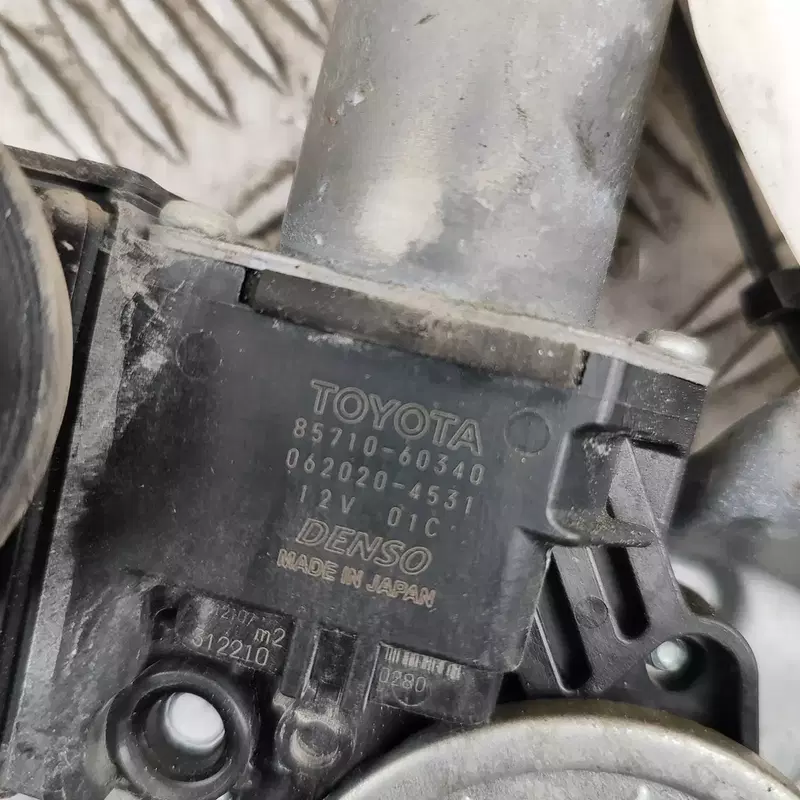 TOYOTA
85710-60340
062020-4531
12V 01C
DENSO
MADE IN JAPAN
m2
312210
0280